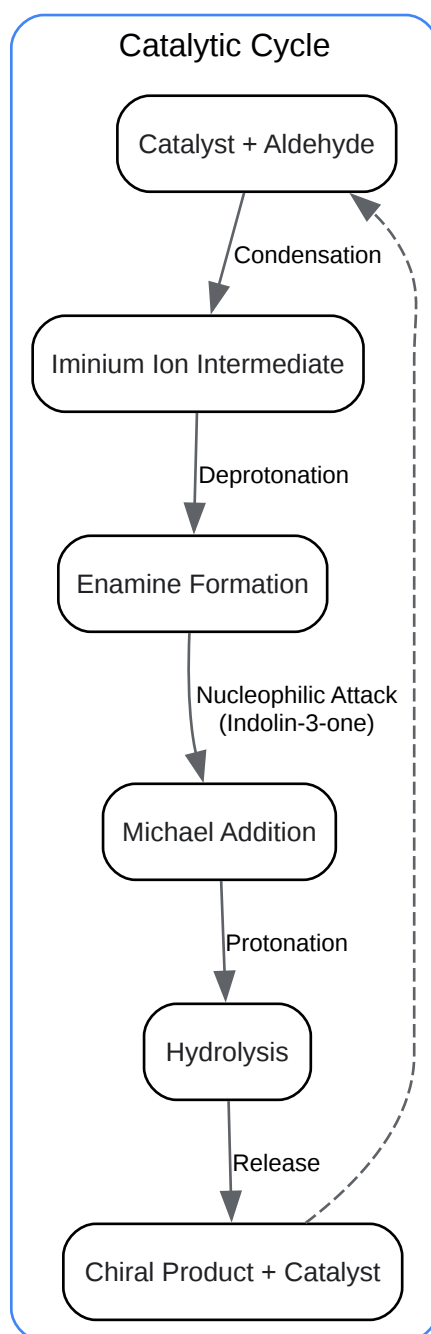 Catalytic Cycle
Catalyst + Aldehyde
Condensation
Iminium Ion Intermediate
Deprotonation
Enamine Formation
Nucleophilic Attack
(Indolin-3-one)
Michael Addition
Protonation
Hydrolysis
Release
Chiral Product + Catalyst